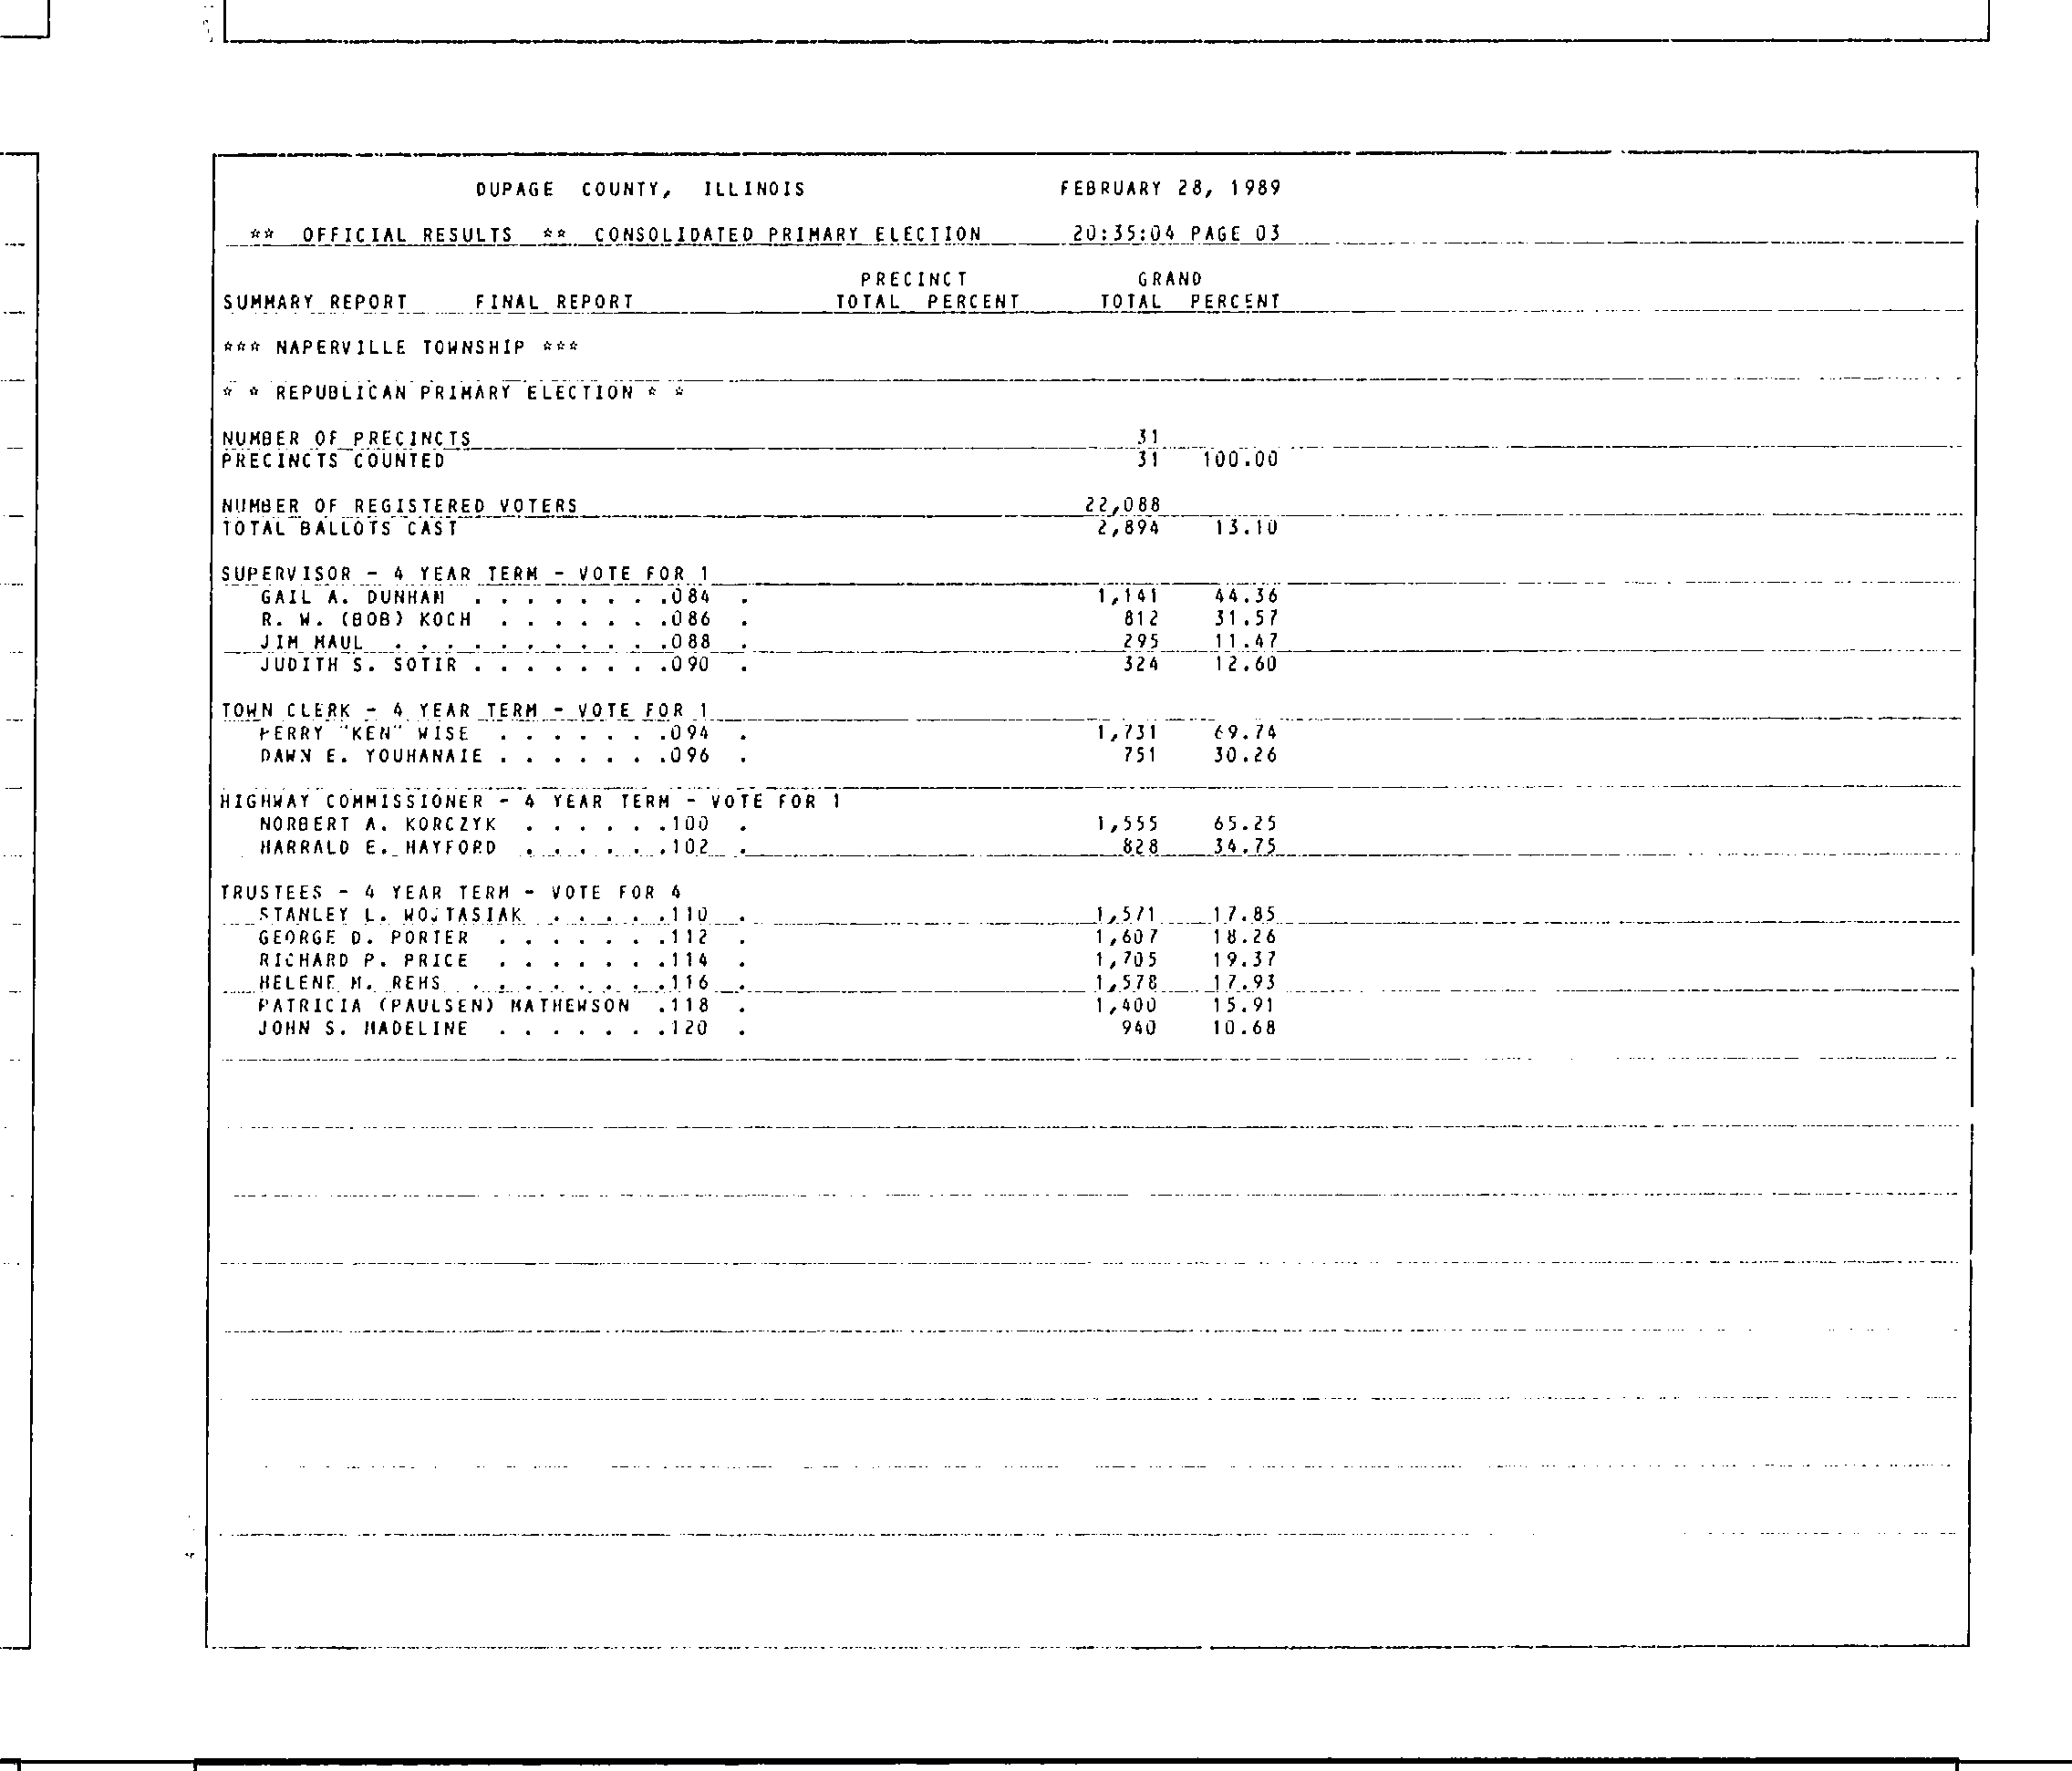 DUPAGE COUNTY, ILLINOIS FEBRUARY 28, 1989
** OFFICIAL RESULTS ** CONSOLIDATED PRIMARY ELECTION 20:35:04 PAGE 03
PRECINCT GRAND
SUMMARY REPORT FINAL REPORT TOTAL PERCENT TOTAL PERCENT
*** NAPERVILLE TOWNSHIP ***
* * REPUBLICAN PRIMARY ELECTION * *
NUMBER OF PRECINCTS 31
PRECINCTS COUNTED 31 100.00
NUMBER OF REGISTERED VOTERS 22,088
TOTAL BALLOTS CAST 2,894 13.10
SUPERVISOR - 4 YEAR TERM - VOTE FOR 1
GAIL A. DUNHAM . . . . . . . .084 . 1,141 44.36
R. W. (BOB) KOCH . . . . . . .086 . 812 31.57
JIM MAUL . . . . . . . . . . .088 . 295 11.47
JUDITH S. SOTIR . . . . . . . .090 . 324 12.60
TOWN CLERK - 4 YEAR TERM - VOTE FOR 1
PERRY "KEN" WISE . . . . . . .094 . 1,731 69.74
DAWN E. YOUHANAIE . . . . . . .096 . 751 30.26
HIGHWAY COMMISSIONER - 4 YEAR TERM - VOTE FOR 1
NORBERT A. KORCZYK . . . . . .100 . 1,555 65.25
HARRALD E. HAYFORD . . . . . .102 . 828 34.75
TRUSTEES - 4 YEAR TERM - VOTE FOR 4
STANLEY L. WOJTASIAK . . . . .110 . 1,571 17.85
GEORGE D. PORTER . . . . . . .112 . 1,607 18.26
RICHARD P. PRICE . . . . . . .114 . 1,705 19.37
HELENE M. REHS . . . . . . . .116 . 1,578 17.93
PATRICIA (PAULSEN) MATHEWSON .118 . 1,400 15.91
JOHN S. MADELINE . . . . . . .120 . 940 10.68